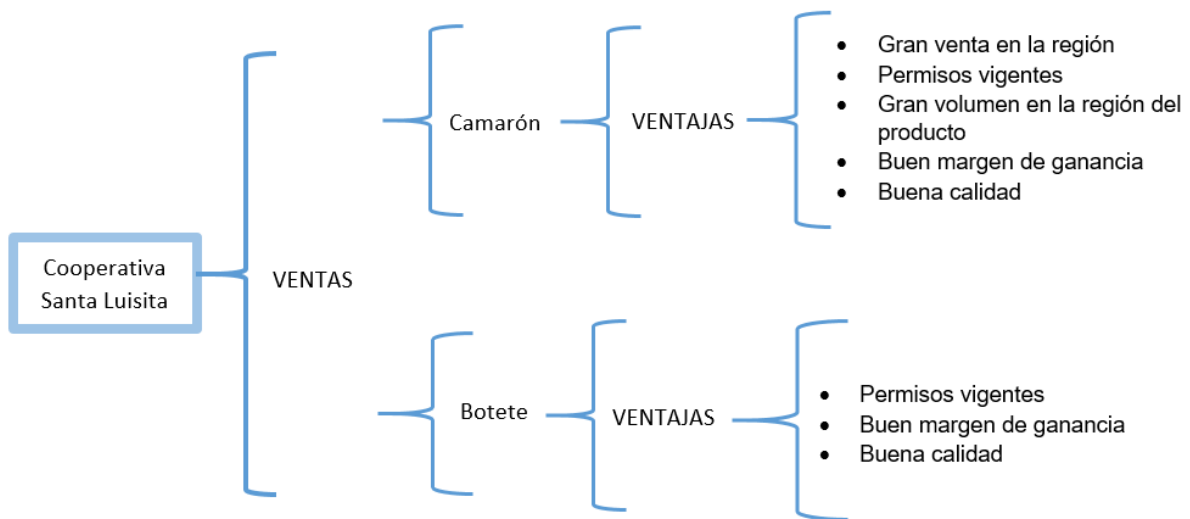 Cooperativa
Santa Luisita
VENTAS
Camarón
VENTAJAS
• Gran venta en la región
• Permisos vigentes
• Gran volumen en la región del
producto
• Buen margen de ganancia
• Buena calidad
Botete
VENTAJAS
• Permisos vigentes
• Buen margen de ganancia
• Buena calidad